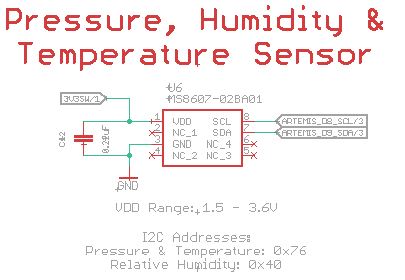 Pressure, Humidity &
Temperature Sensor
U6
MS8607-02BA01
3V3SW/1
1 VDD SCL 8 ARTEMIS_D8_SCL/3
2 NC_1 SDA 7 ARTEMIS_D9_SDA/3
3 GND NC_4 6
4 NC_2 NC_3 5
0.22uF
GND
VDD Range: 1.5 - 3.6V
I2C Addresses:
Pressure & Temperature: 0x76
Relative Humidity: 0x40